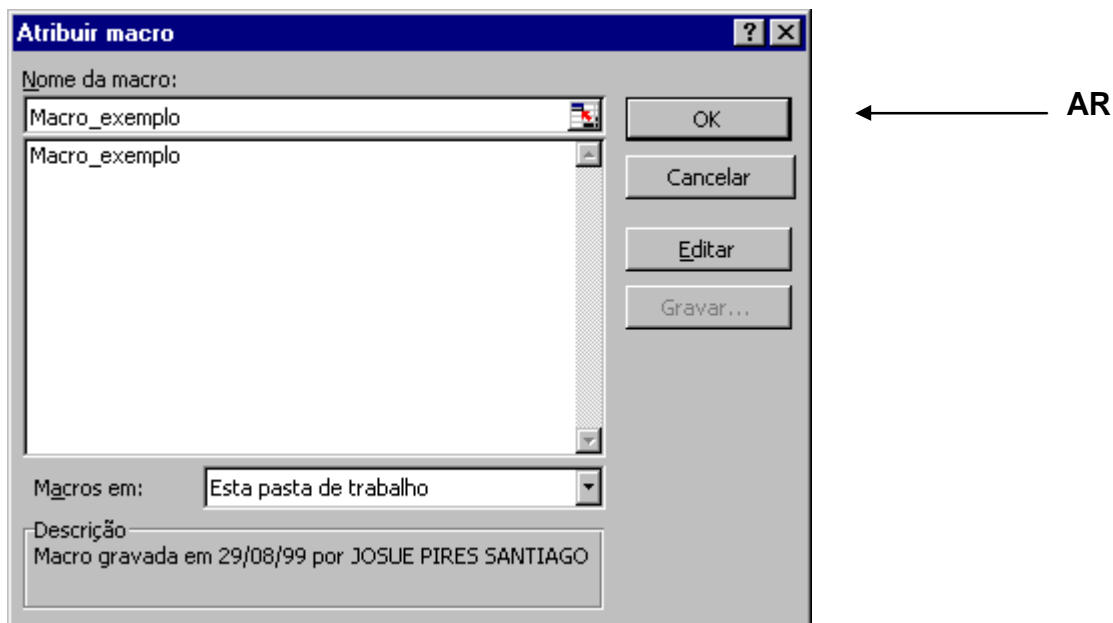 Atribuir macro
Nome da macro:
Macro_exemplo
Macro_exemplo
OK
Cancelar
Editar
Gravar...
Macros em:
Esta pasta de trabalho
Descrição
Macro gravada em 29/08/99 por JOSUE PIRES SANTIAGO
AR